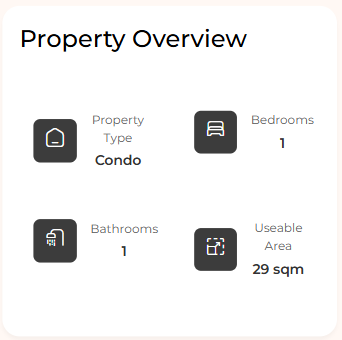 Property Overview
Property
Type
Condo
Bedrooms
1
Bathrooms
1
Useable
Area
29 sqm